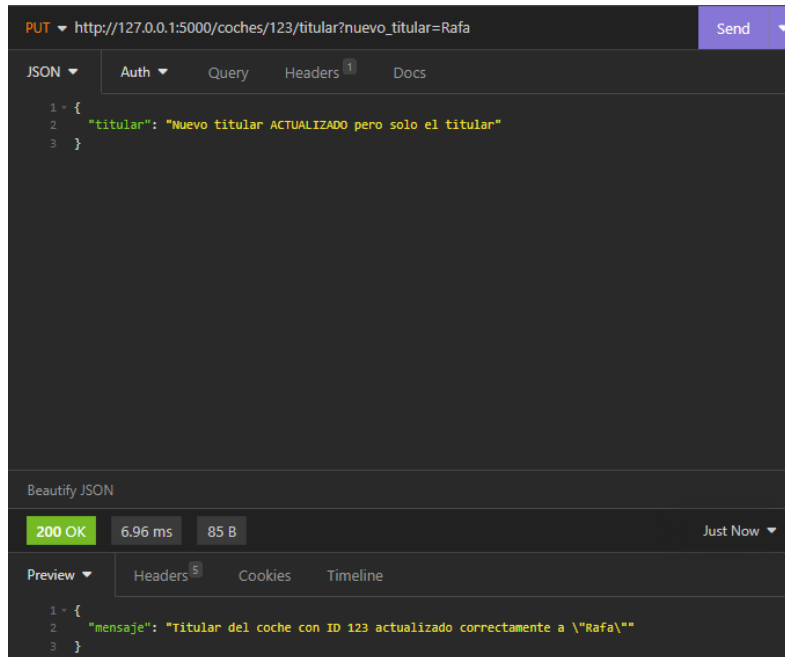 PUT http://127.0.0.1:5000/coches/123/titular?nuevo_titular=Rafa Send
JSON Auth Query Headers 1 Docs
1 {
2 "titular": "Nuevo titular ACTUALIZADO pero solo el titular"
3 }
Beautify JSON
200 OK 6.96 ms 85 B Just Now
Preview Headers 5 Cookies Timeline
1 {
2 "mensaje": "Titular del coche con ID 123 actualizado correctamente a \"Rafa\""
3 }